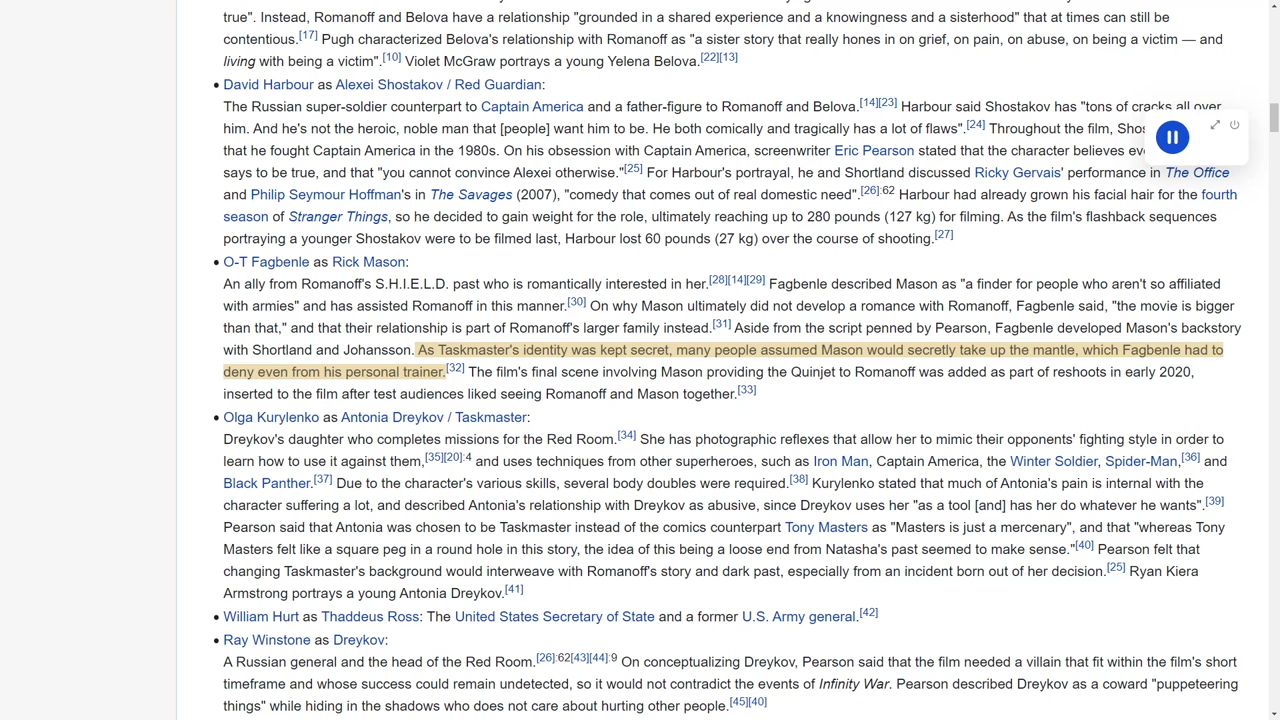 true". Instead, Romanoff and Belova have a relationship "grounded in a shared experience and a knowingness and a sisterhood" that at times can still be
contentious.[17] Pugh characterized Belova's relationship with Romanoff as "a sister story that really hones in on grief, on pain, on abuse, on being a victim — and
living with being a victim".[10] Violet McGraw portrays a young Yelena Belova.[22][13]
• David Harbour as Alexei Shostakov / Red Guardian:
The Russian super-soldier counterpart to Captain America and a father-figure to Romanoff and Belova.[14][23] Harbour said Shostakov has "tons of cracks all over
him. And he's not the heroic, noble man that [people] want him to be. He both comically and tragically has a lot of flaws".[24] Throughout the film,
that he fought Captain America in the 1980s. On his obsession with Captain America, screenwriter Eric Pearson stated that the character believes
says to be true, and that "you cannot convince Alexei otherwise."[25] For Harbour's portrayal, he and Shortland discussed Ricky Gervais' performance in The Office
and Philip Seymour Hoffman's in The Savages (2007), "comedy that comes out of real domestic need".[26]:62 Harbour had already grown his facial hair for the fourth
season of Stranger Things, so he decided to gain weight for the role, ultimately reaching up to 280 pounds (127 kg) for filming. As the film's flashback sequences
portraying a younger Shostakov were to be filmed last, Harbour lost 60 pounds (27 kg) over the course of shooting.[27]
• O-T Fagbenle as Rick Mason:
An ally from Romanoff's S.H.I.E.L.D. past who is romantically interested in her.[28][14][29] Fagbenle described Mason as "a finder for people who aren't so affiliated
with armies" and has assisted Romanoff in this manner.[30] On why Mason ultimately did not develop a romance with Romanoff, Fagbenle said, "the movie is bigger
than that," and that their relationship is part of Romanoff's larger family instead.[31] Aside from the script penned by Pearson, Fagbenle developed Mason's backstory
with Shortland and Johansson. As Taskmaster's identity was kept secret, many people assumed Mason would secretly take up the mantle, which Fagbenle had to
deny even from his personal trainer.[32] The film's final scene involving Mason providing the Quinjet to Romanoff was added as part of reshoots in early 2020,
inserted to the film after test audiences liked seeing Romanoff and Mason together.[33]
• Olga Kurylenko as Antonia Dreykov / Taskmaster:
Dreykov's daughter who completes missions for the Red Room.[34] She has photographic reflexes that allow her to mimic their opponents' fighting style in order to
learn how to use it against them,[35][20]:4 and uses techniques from other superheroes, such as Iron Man, Captain America, the Winter Soldier, Spider-Man,[36] and
Black Panther.[37] Due to the character's various skills, several body doubles were required.[38] Kurylenko stated that much of Antonia's pain is internal with the
character suffering a lot, and described Antonia's relationship with Dreykov as abusive, since Dreykov uses her "as a tool [and] has her do whatever he wants".[39]
Pearson said that Antonia was chosen to be Taskmaster instead of the comics counterpart Tony Masters as "Masters is just a mercenary", and that "whereas Tony
Masters felt like a square peg in a round hole in this story, the idea of this being a loose end from Natasha's past seemed to make sense."[40] Pearson felt that
changing Taskmaster's background would interweave with Romanoff's story and dark past, especially from an incident born out of her decision.[25] Ryan Kiera
Armstrong portrays a young Antonia Dreykov.[41]
• William Hurt as Thaddeus Ross: The United States Secretary of State and a former U.S. Army general.[42]
• Ray Winstone as Dreykov:
A Russian general and the head of the Red Room.[26]:62[43][44]:9 On conceptualizing Dreykov, Pearson said that the film needed a villain that fit within the film's short
timeframe and whose success could remain undetected, so it would not contradict the events of Infinity War. Pearson described Dreykov as a coward "puppeteering
things" while hiding in the shadows who does not care about hurting other people.[45][40]